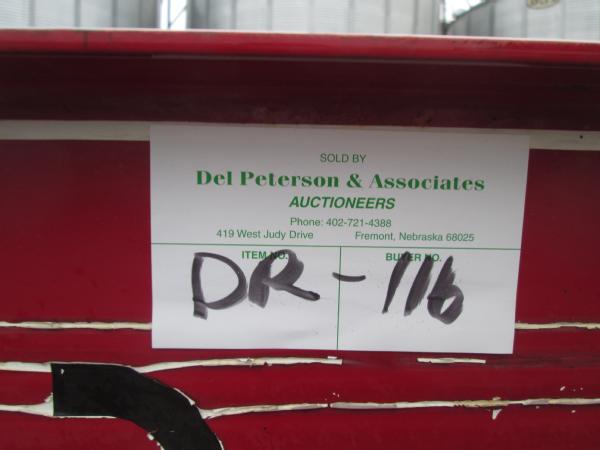 SOLD BY
Del Peterson & Associates
AUCTIONEERS
Phone: 402-721-4388
419 West Judy Drive Fremont, Nebraska 68025
ITEM NO. BUYER NO.
DR-116